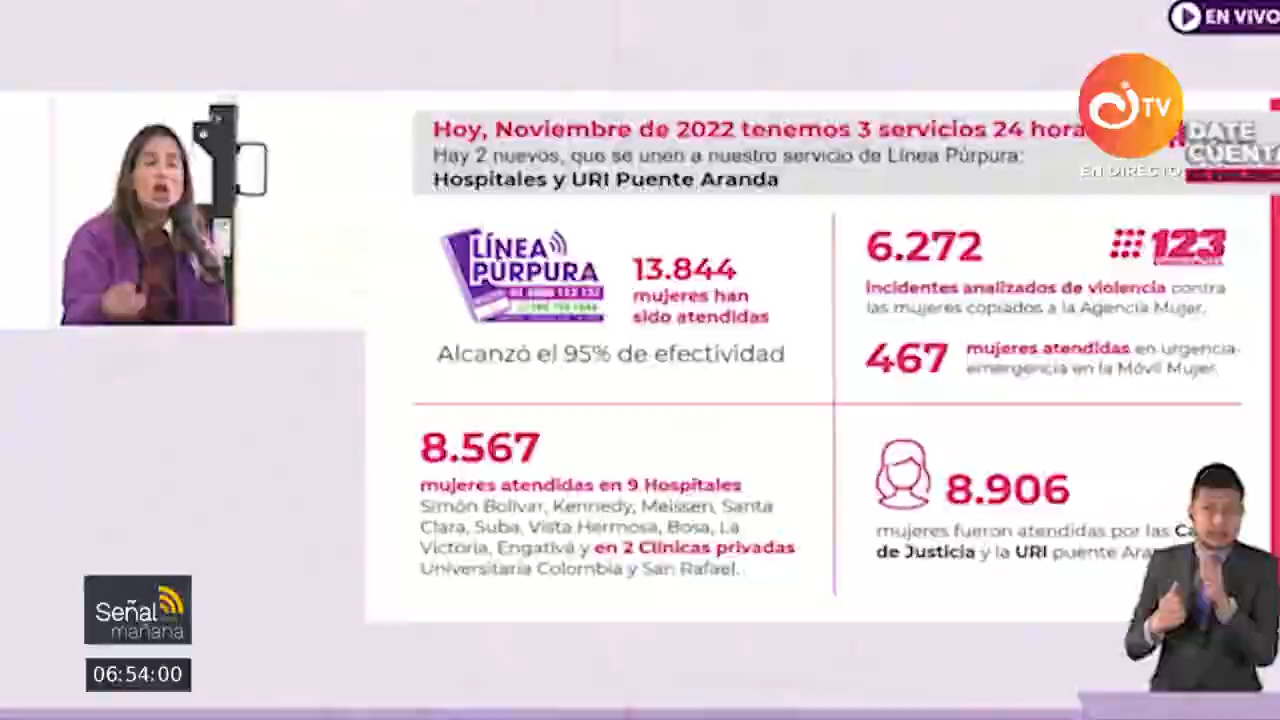 EN VIVO
Hoy, Noviembre de 2022 tenemos 3 servicios 24 hora
Hay 2 nuevos, que se unen a nuestro servicio de Línea Púrpura:
Hospitales y URI Puente Aranda
CiTV
EN DIRECTO
DATE
CUENTA
LÍNEA
PÚRPURA
13.844
mujeres han
sido atendidas
Alcanzó el 95% de efectividad
6.272
123
incidentes analizados de violencia contra
las mujeres copiados a la Agencia Mujer.
467
mujeres atendidas en urgencia-
emergencia en la Móvil Mujer.
8.567
mujeres atendidas en 9 Hospitales
Simón Bolívar, Kennedy, Meissen, Santa
Clara, Suba, Vista Hermosa, Bosa, La
Victoria, Engativá y en 2 Clínicas privadas
Universitaria Colombia y San Rafael.
8.906
mujeres fueron atendidas por las Ca
de Justicia y la URI puente Ara
Señal
mañana
06:54:00